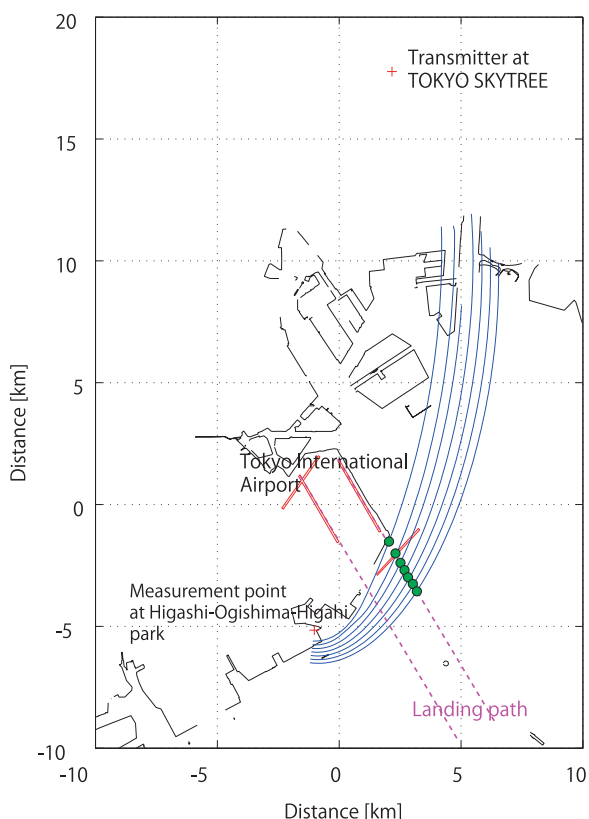 20
Transmitter at
TOKYO SKYTREE
15
10
5
Distance [km]
Tokyo International
Airport
0
Measurement point
at Higashi-Ogishima-Higahi
park
-5
Landing path
-10
-10 -5 0 5 10
Distance [km]